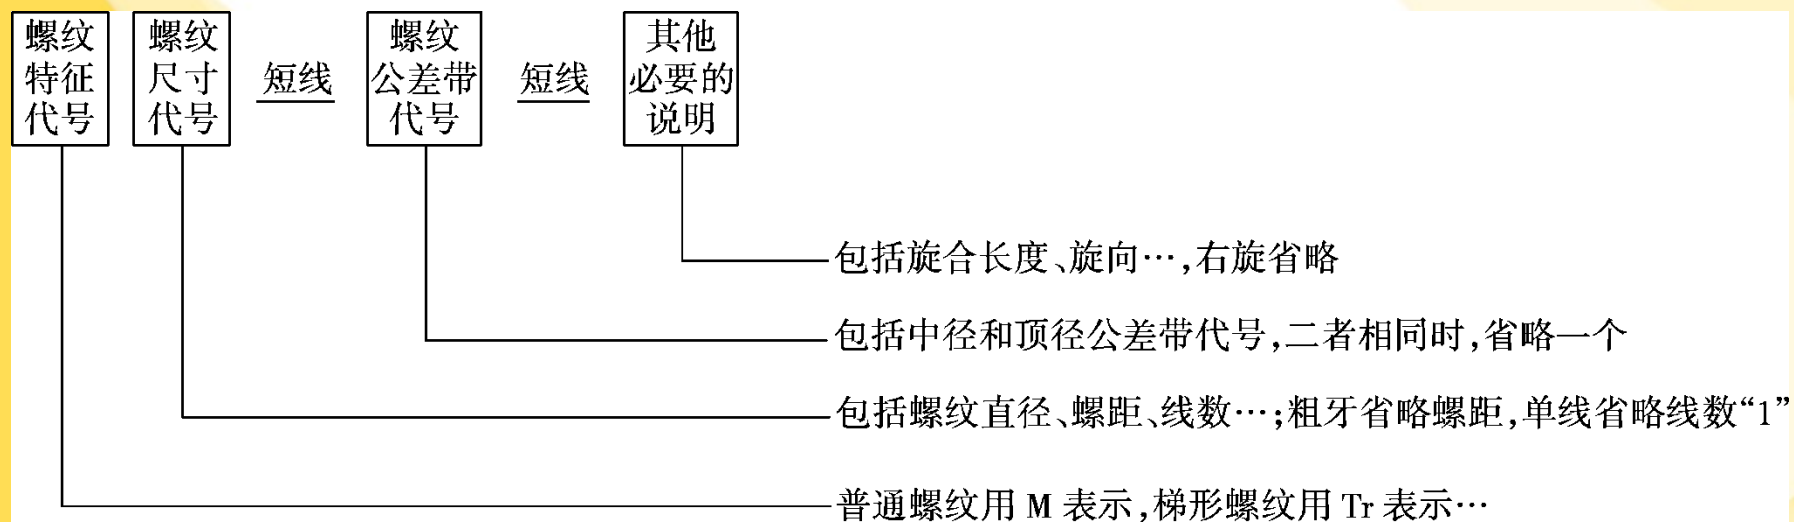 螺纹
特征
代号
螺纹
尺寸
代号
短线
螺纹
公差带
代号
短线
其他
必要的
说明
包括旋合长度、旋向…,右旋省略
包括中径和顶径公差带代号,二者相同时,省略一个
包括螺纹直径、螺距、线数…;粗牙省略螺距,单线省略线数“1”
普通螺纹用 M 表示,梯形螺纹用 Tr 表示…